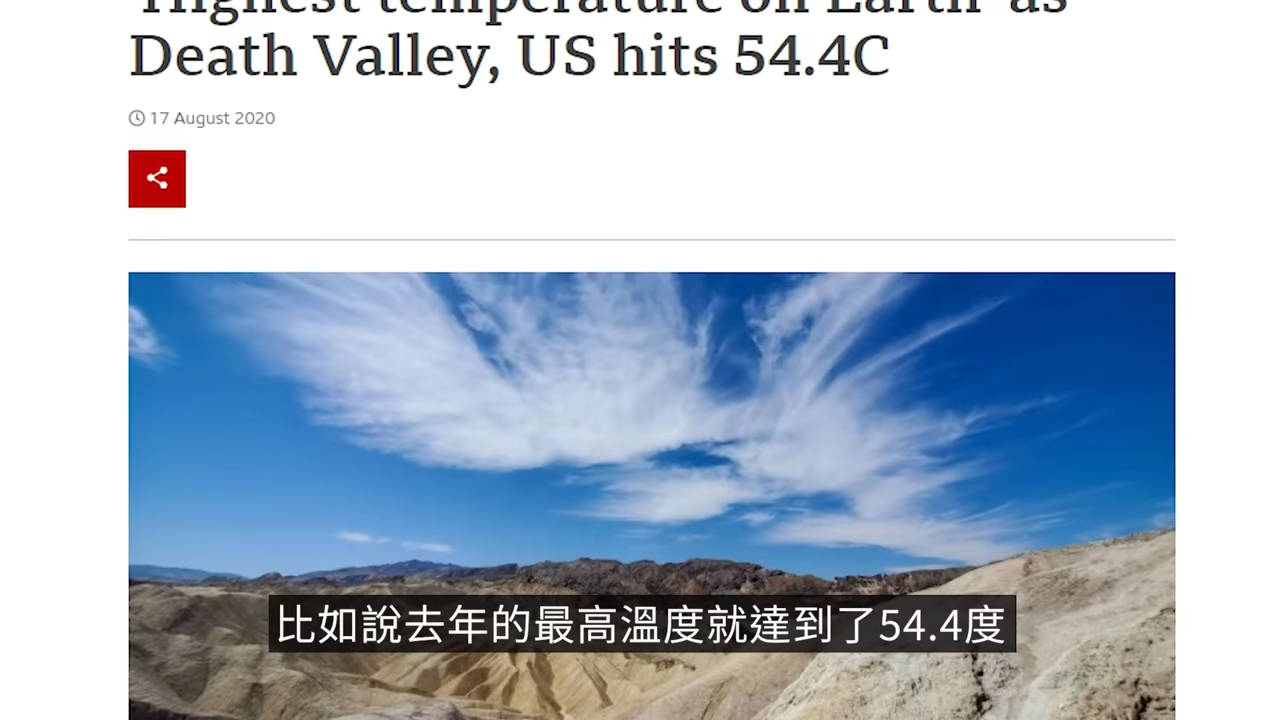 'Highest temperature on Earth' as
Death Valley, US hits 54.4C
17 August 2020
比如說去年的最高溫度就達到了54.4度